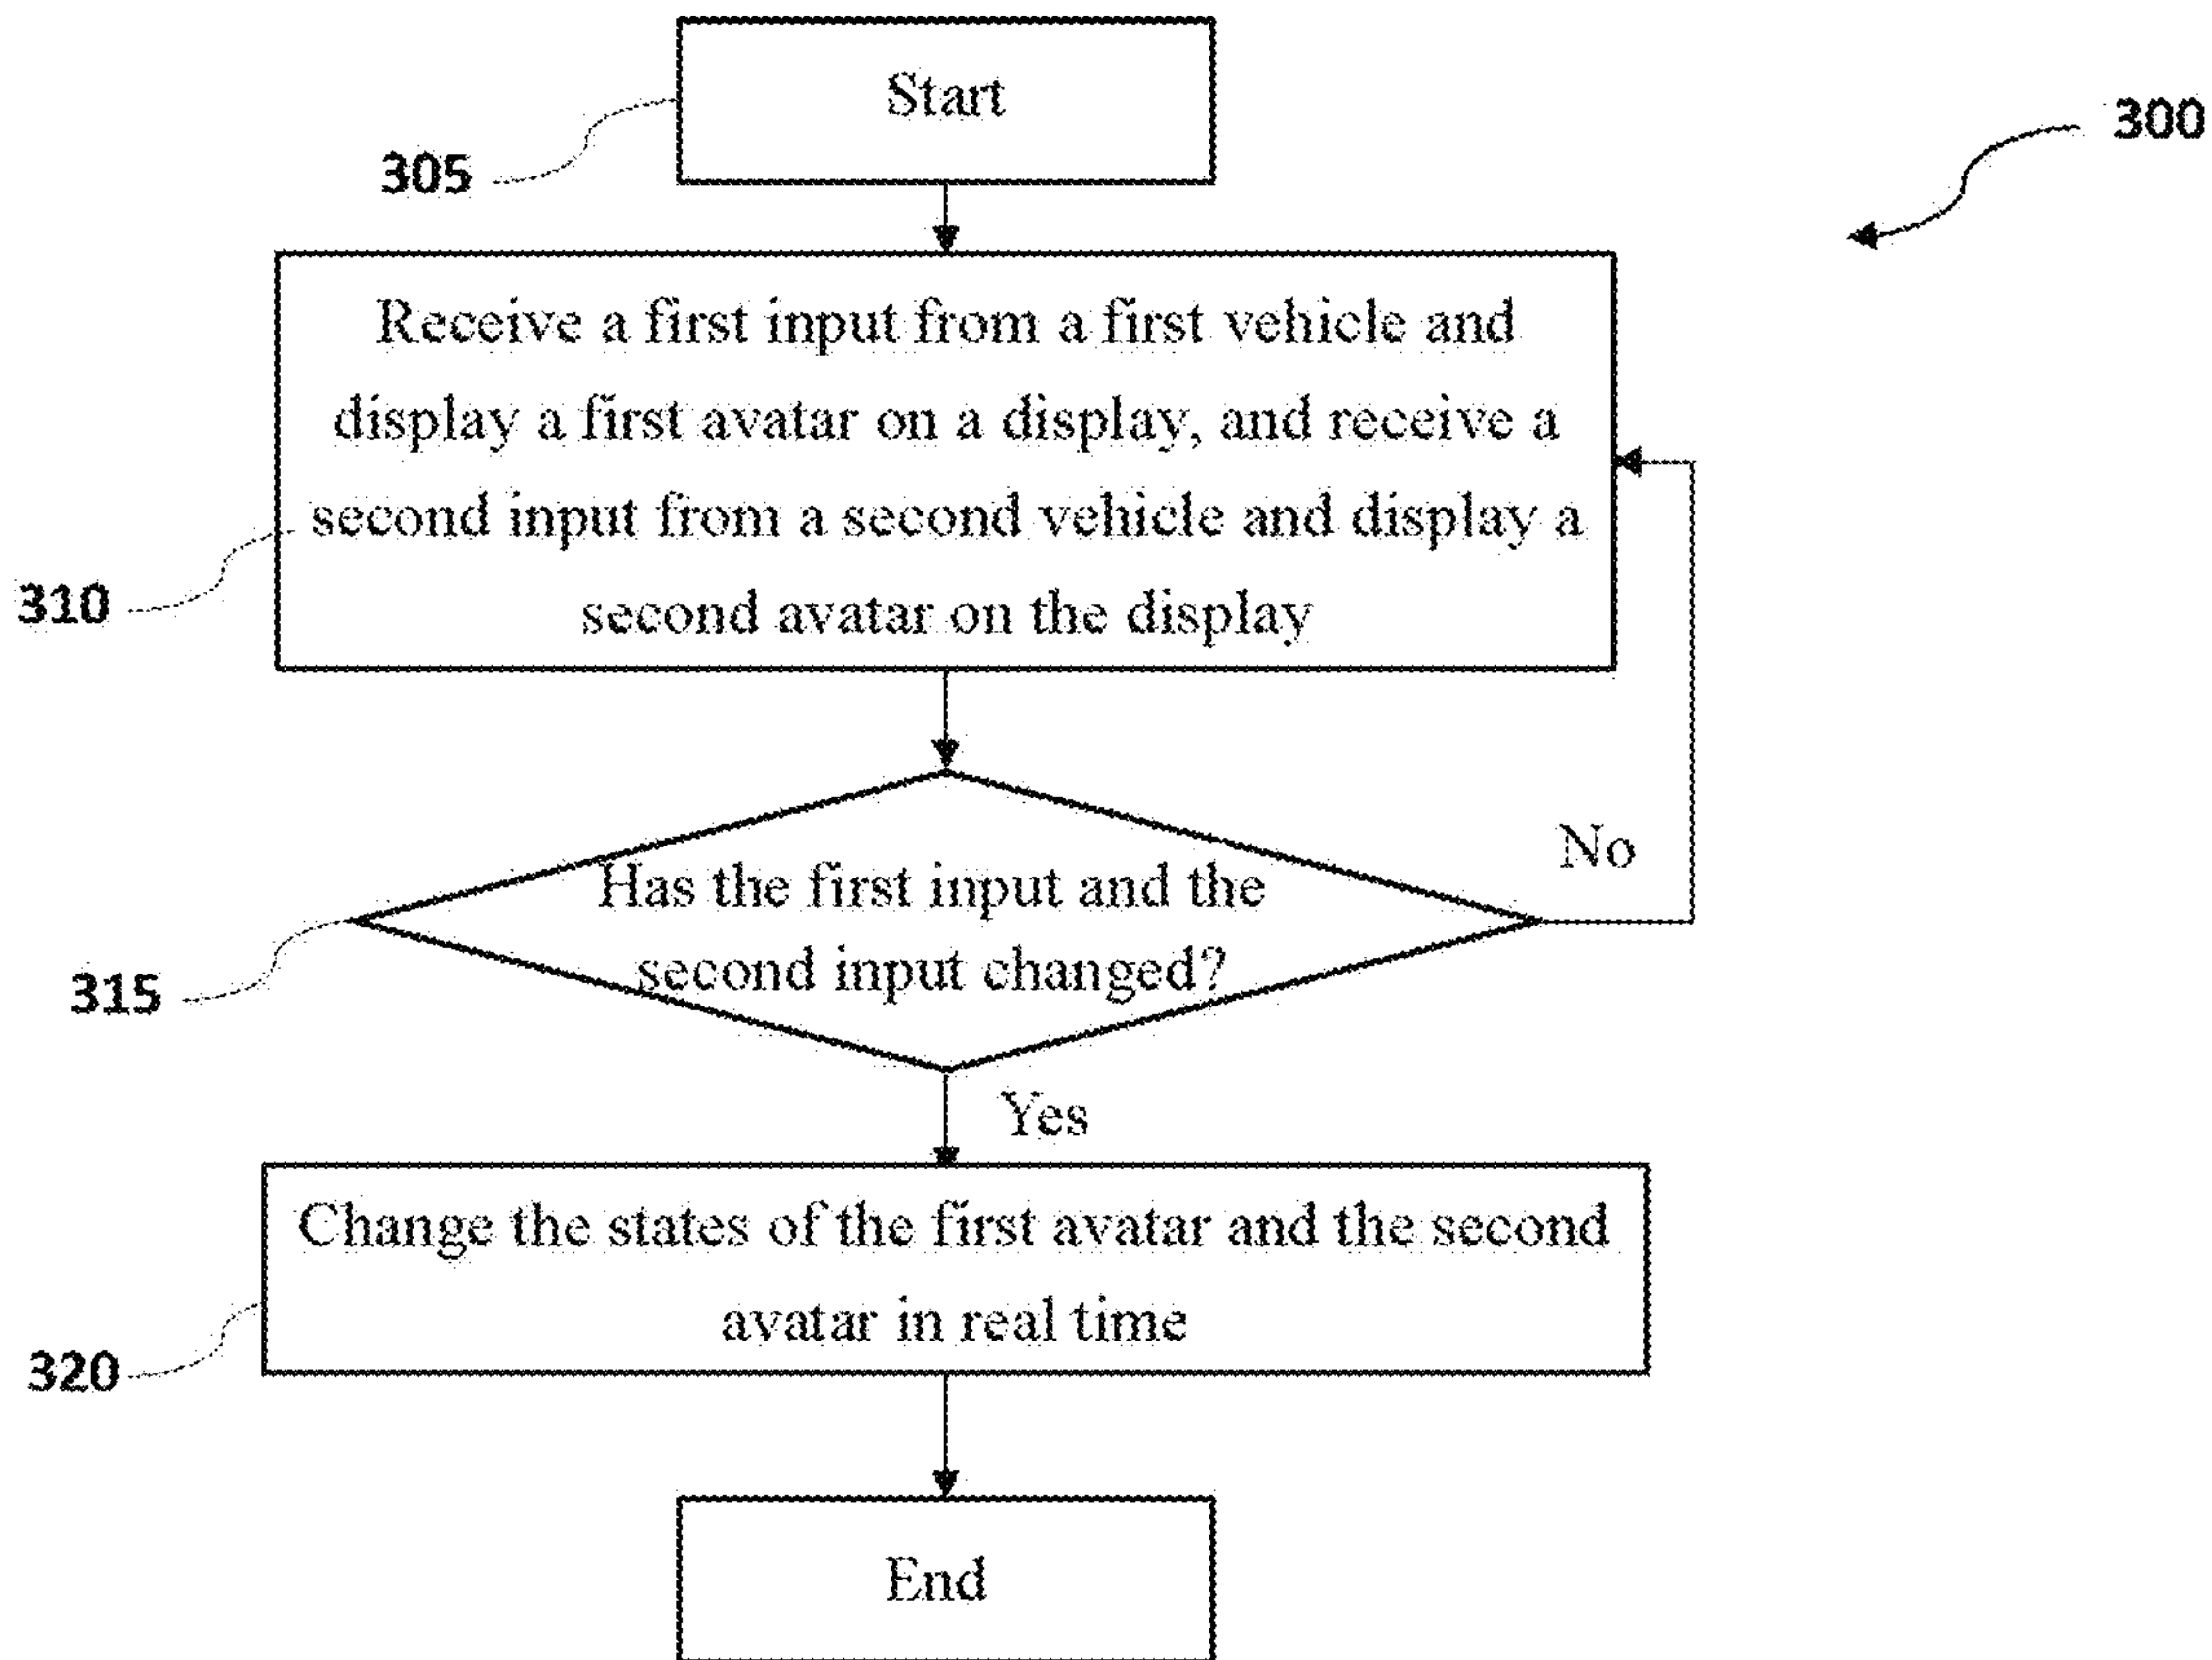 Start
300
305
Receive a first input from a first vehicle and
display a first avatar on a display, and receive a
second input from a second vehicle and display a
second avatar on the display
310
No
Has the first input and the
second input changed?
315
Yes
Change the states of the first avatar and the second
avatar in real time
320
End